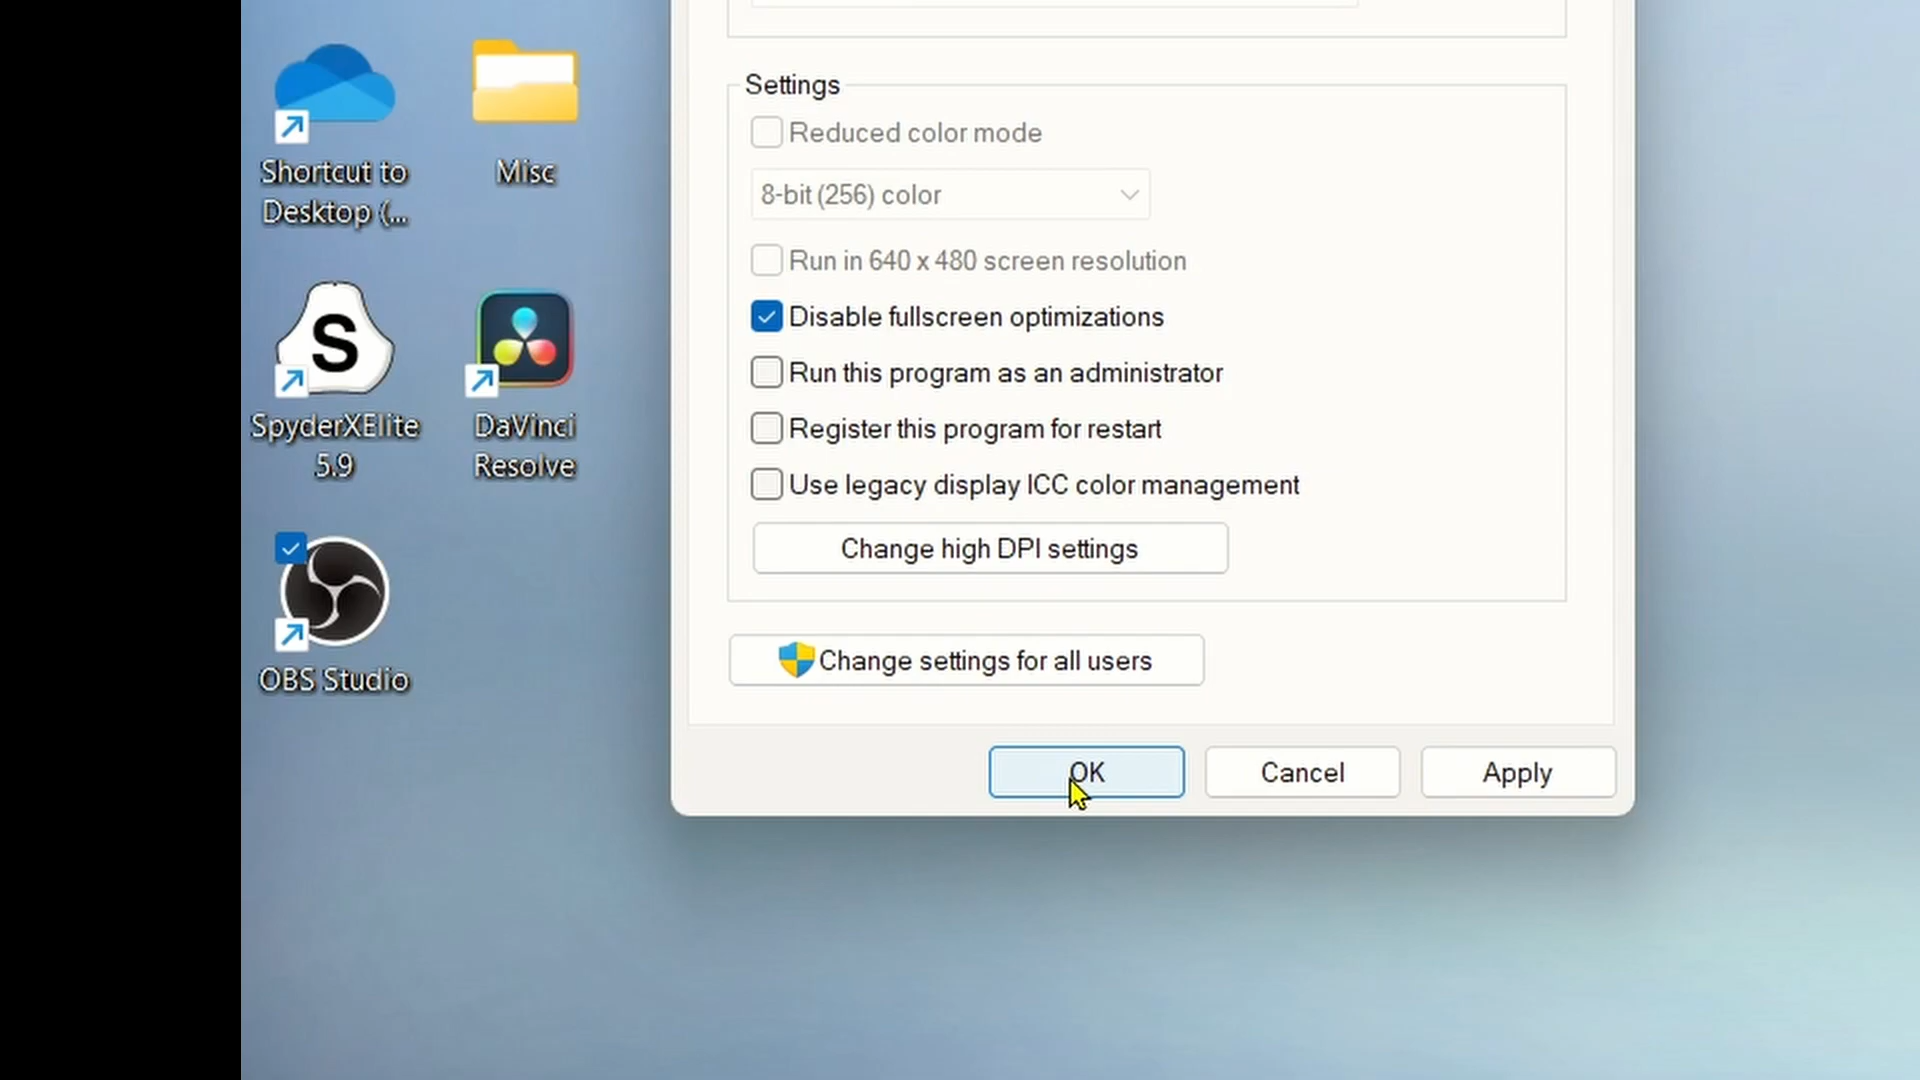 Shortcut to
Desktop (...
Misc
SpyderXElite
5.9
DaVinci
Resolve
OBS Studio
Settings
Reduced color mode
8-bit (256) color
Run in 640 x 480 screen resolution
Disable fullscreen optimizations
Run this program as an administrator
Register this program for restart
Use legacy display ICC color management
Change high DPI settings
Change settings for all users
OK
Cancel
Apply